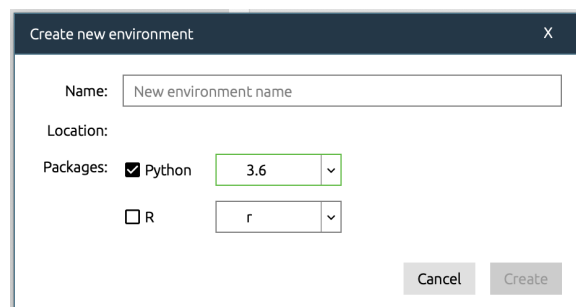 Create new environment X
Name: New environment name
Location:
Packages: Python 3.6
R r
Cancel Create